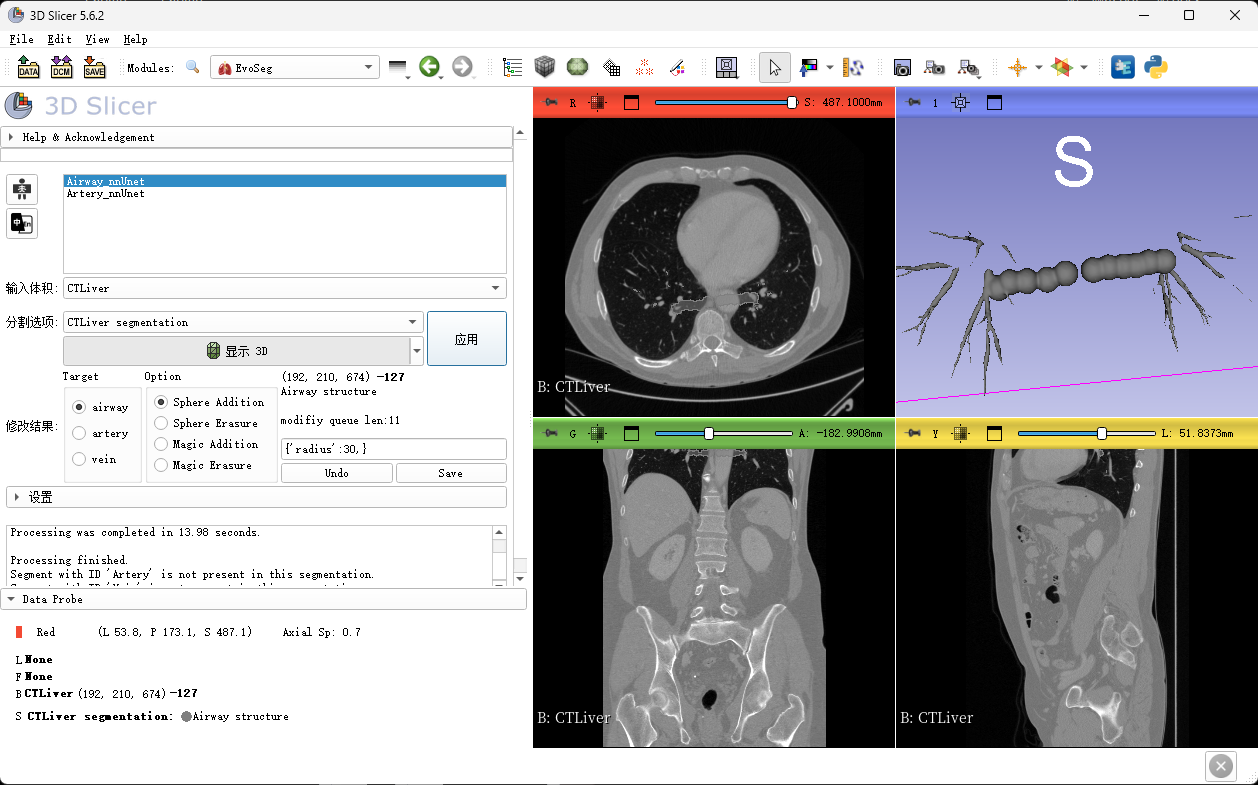 3D Slicer 5.6.2
File Edit View Help
DATA DCM SAVE Modules: EvoSeg
3D Slicer
Help & Acknowledgement
Airway_nnUnet
Artery_nnUnet
中 En
输入体积: CTLiver
分割选项: CTLiver segmentation
应用
显示 3D
Target Option (192, 210, 674) -127
Airway structure
修改结果:
airway
artery
vein
Sphere Addition
Sphere Erasure
Magic Addition
Magic Erasure
modifiy queue len:11
{'radius':30,}
Undo Save
设置
Processing was completed in 13.98 seconds.
Processing finished.
Segment with ID 'Artery' is not present in this segmentation.
Data Probe
Red (L 53.8, P 173.1, S 487.1) Axial Sp: 0.7
L None
F None
B CTLiver (192, 210, 674) -127
S CTLiver segmentation: Airway structure
R S: 487.1000mm
B: CTLiver
1
S
G A: -182.9908mm
B: CTLiver
Y L: 51.8373mm
B: CTLiver